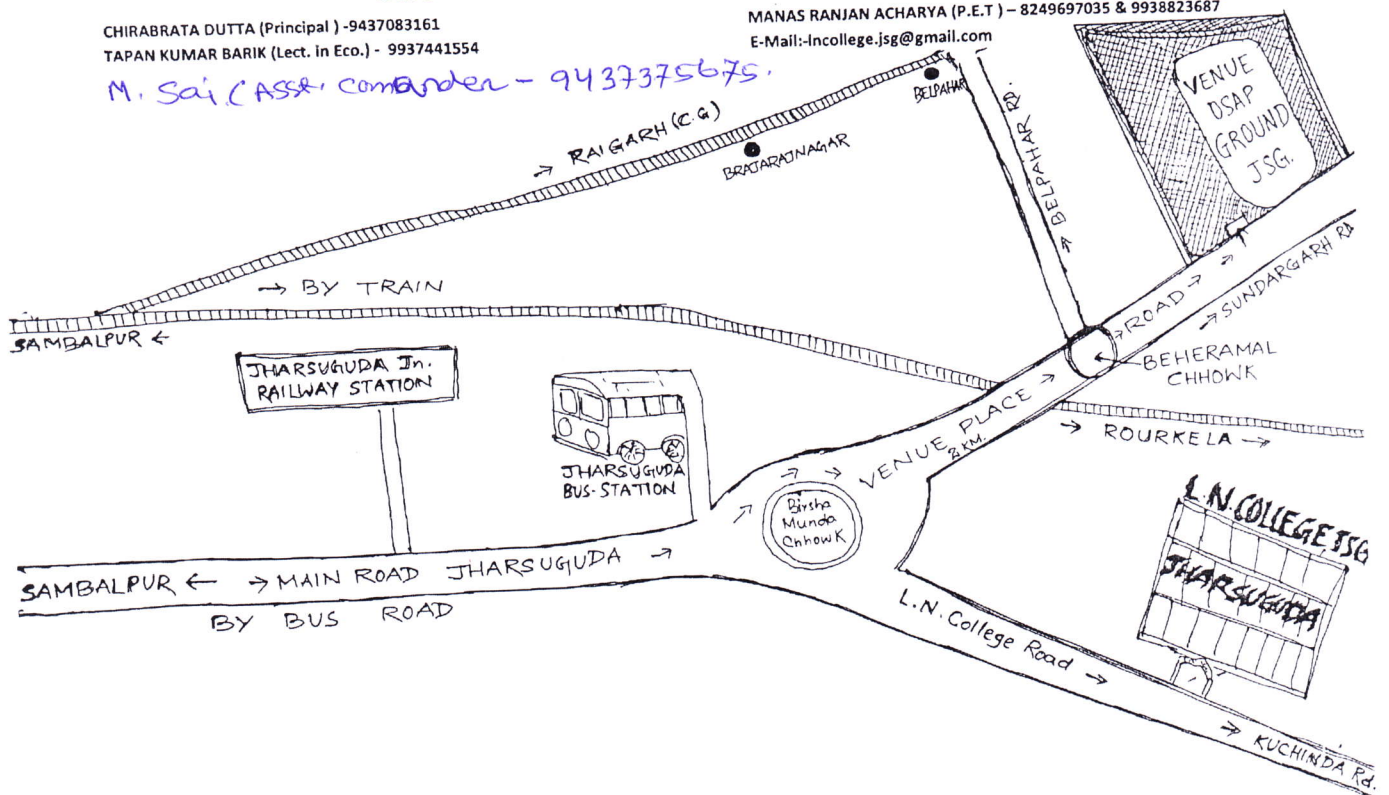 CHIRABRATA DUTTA (Principal ) -9437083161
TAPAN KUMAR BARIK (Lect. in Eco.) - 9937441554
MANAS RANJAN ACHARYA (P.E.T ) – 8249697035 & 9938823687
E-Mail:-lncollege.jsg@gmail.com
M. Sai, (Asst. comander - 9437375675.
BELPAHAR
→ RAIGARH (C.G)
BRAJARAJNAGAR
→ BELPAHAR RD.
VENUE
OSAP
GROUND
JSG.
→ BY TRAIN
SAMBALPUR ←
→ ROAD →
→ SUNDARGARH RD
BEHERAMAL
CHHOWK
JHARSUGUDA Jn.
RAILWAY STATION
JHARSUGUDA
BUS-STATION
VENUE PLACE →
2 KM.
→ ROURKELA →
Birsha
Munda
Chhowk
L.N. COLLEGE, JSG
JHARSUGUDA
SAMBALPUR ← → MAIN ROAD JHARSUGUDA →
BY BUS ROAD
L.N. College Road →
→ KUCHINDA Rd.